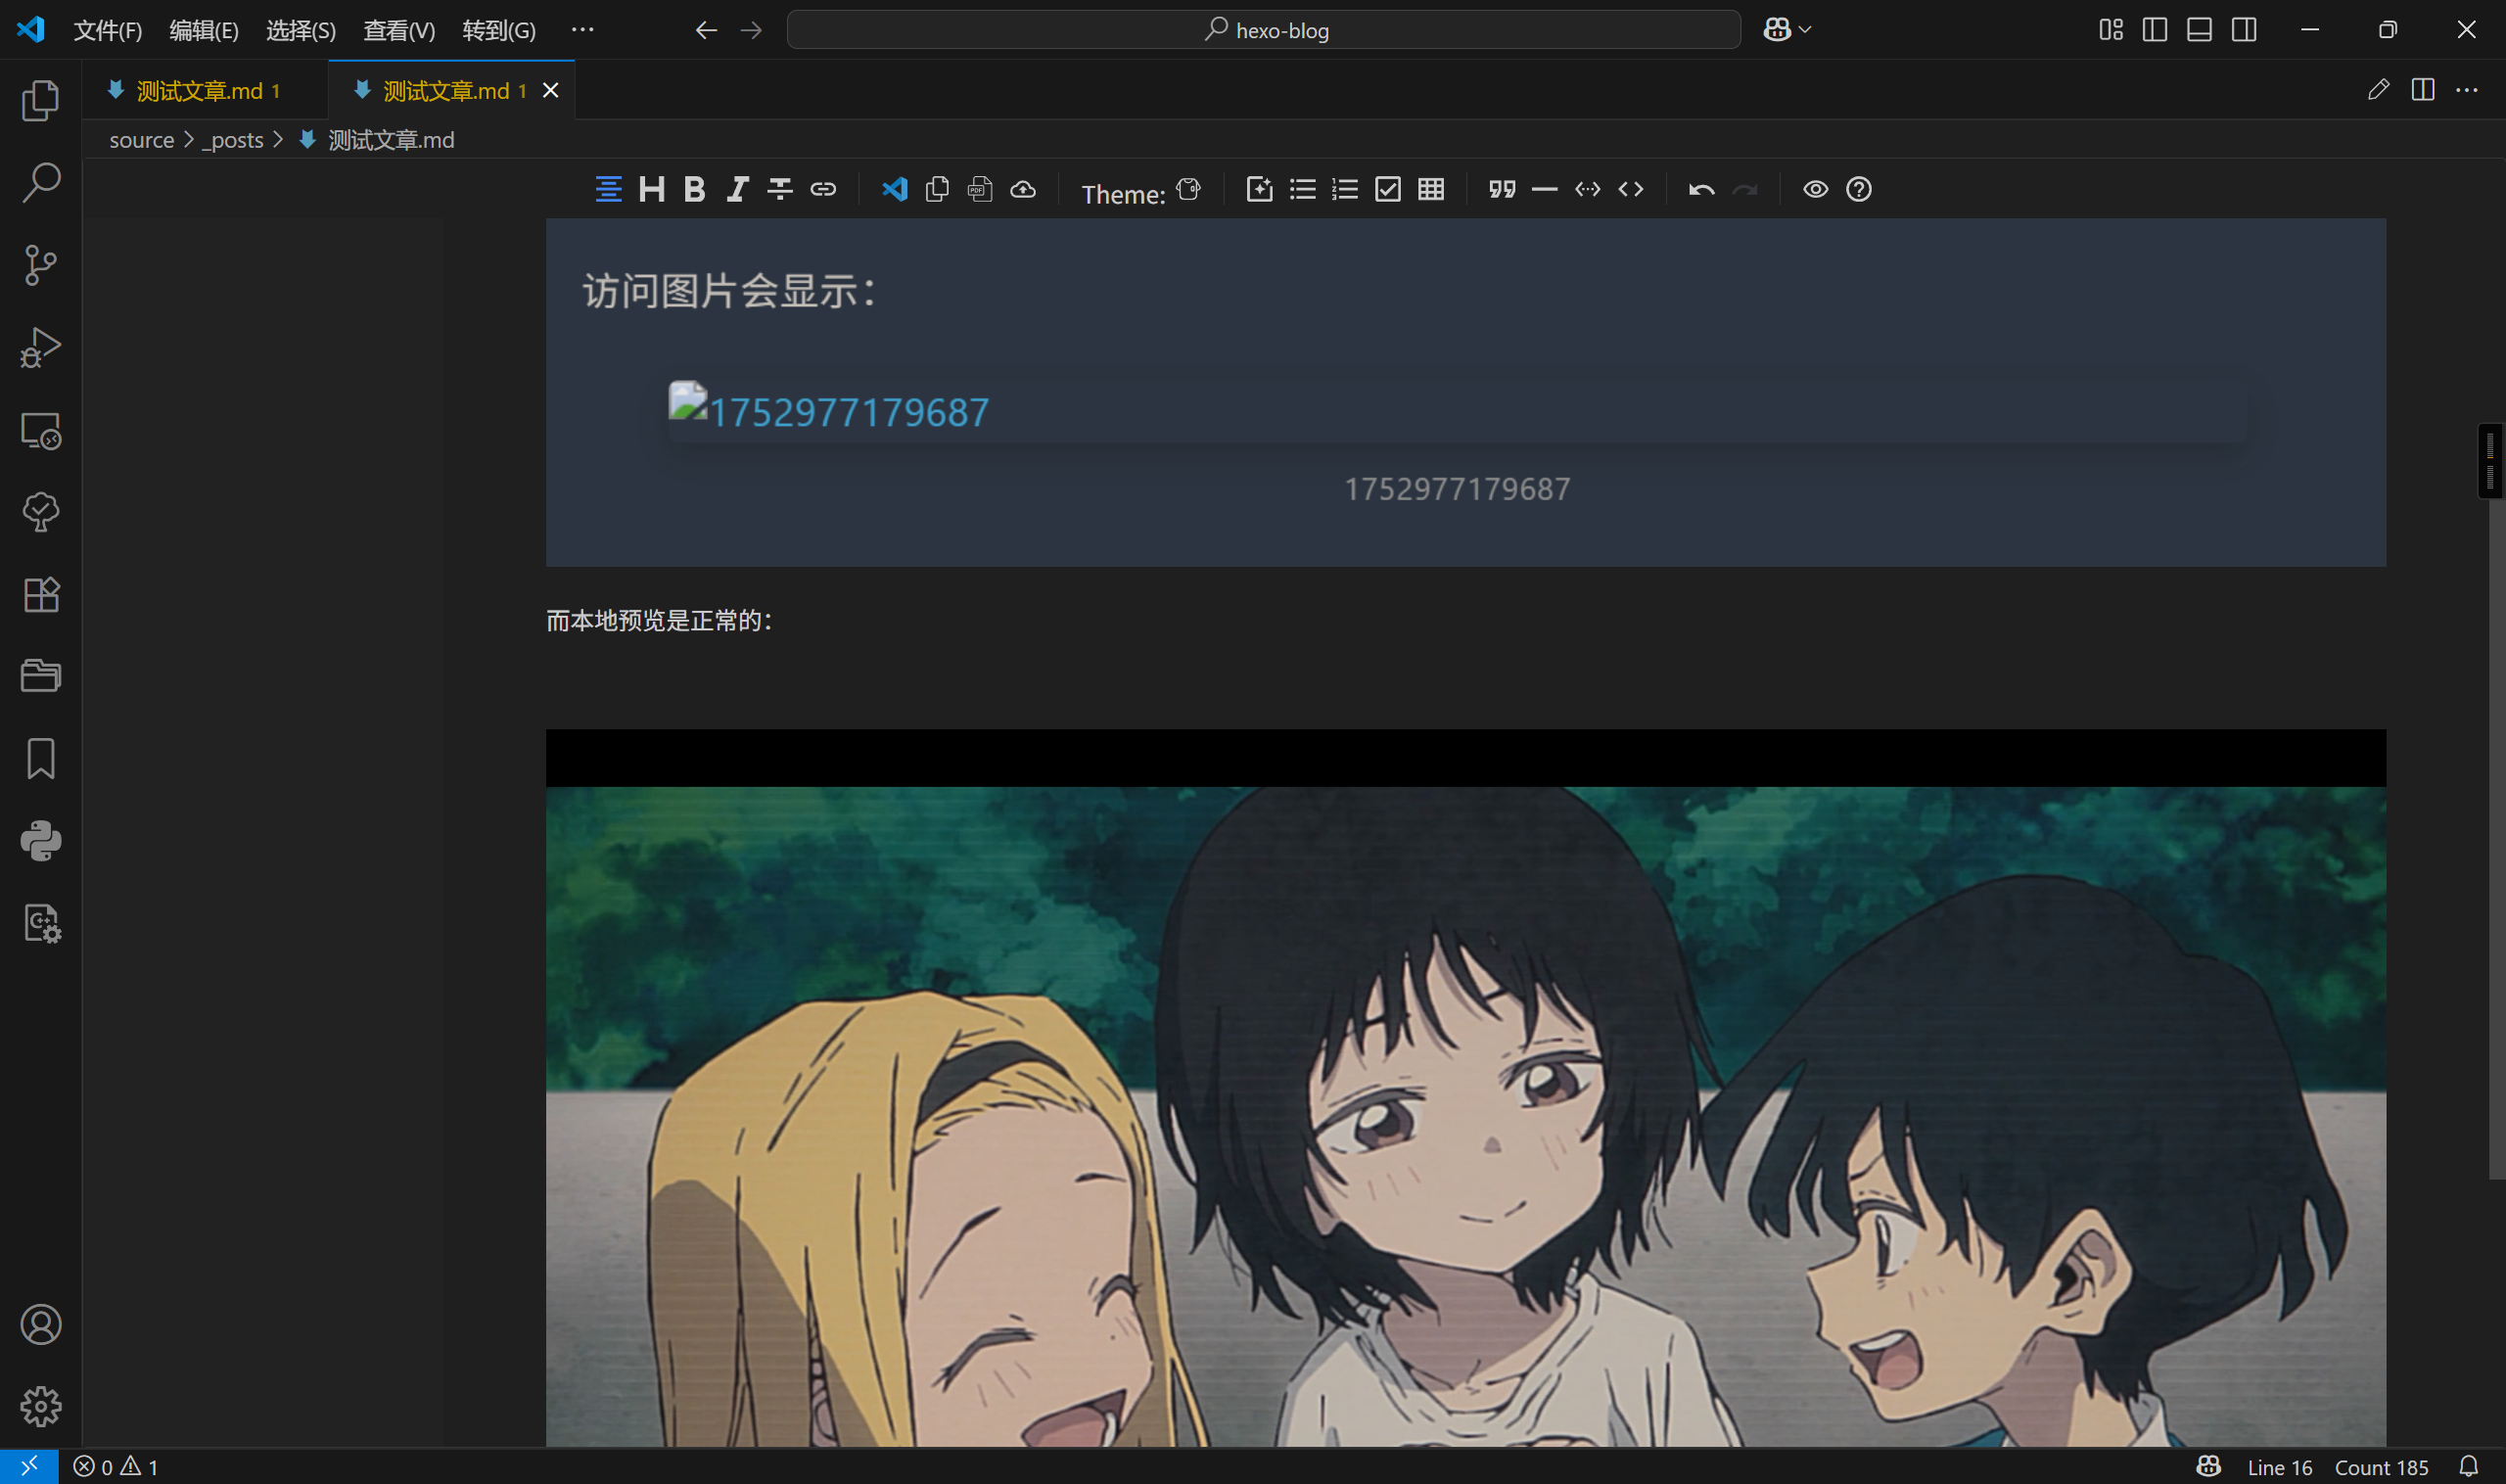 文件(F) 编辑(E) 选择(S) 查看(V) 转到(G) ··· hexo-blog
测试文章.md 1 测试文章.md 1
source > _posts > 测试文章.md
H B I Theme: PDF
访问图片会显示：
1752977179687
1752977179687
而本地预览是正常的：
C++
0 1 Line 16 Count 185